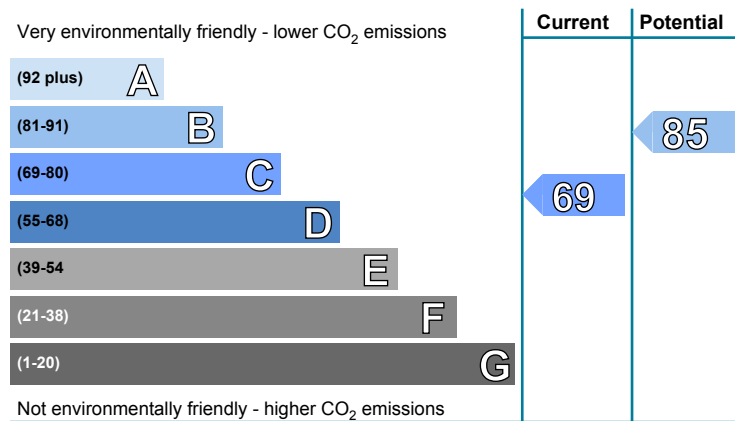 Very environmentally friendly - lower CO2 emissions
Current
Potential
(92 plus) A
(81-91) B
(69-80) C
(55-68) D
(39-54 E
(21-38) F
(1-20) G
85
69
Not environmentally friendly - higher CO2 emissions